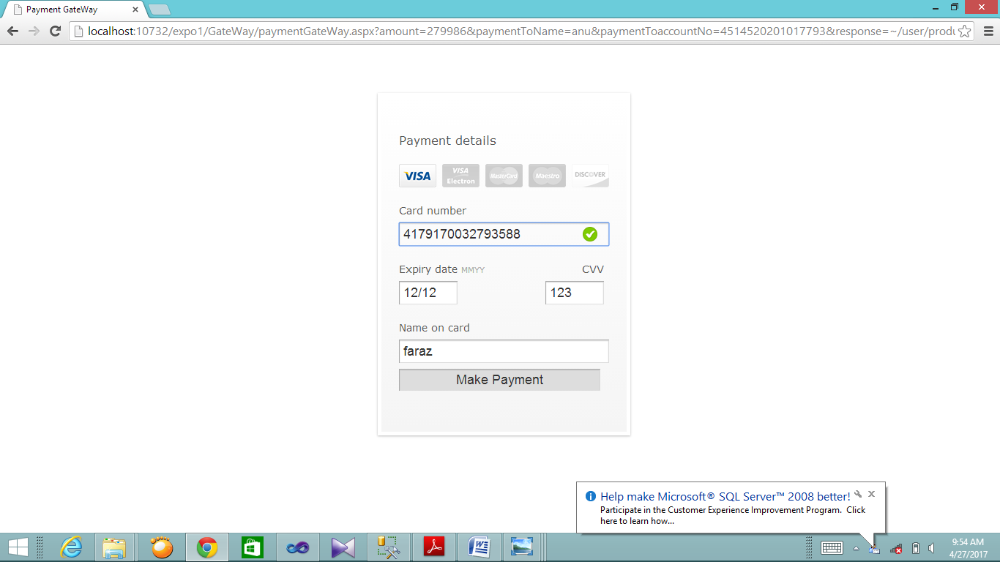 Payment GateWay
localhost:10732/expo1/GateWay/paymentGateWay.aspx?amount=279986&paymentToName=anu&paymentToaccountNo=4514520201017793&response=~/user/produ
Payment details
VISA VISA Electron MasterCard Maestro DISCOVER
Card number
4179170032793588
Expiry date MMYY CVV
12/12 123
Name on card
faraz
Make Payment
Help make Microsoft® SQL Server™ 2008 better!
Participate in the Customer Experience Improvement Program. Click
here to learn how...
9:54 AM
4/27/2017